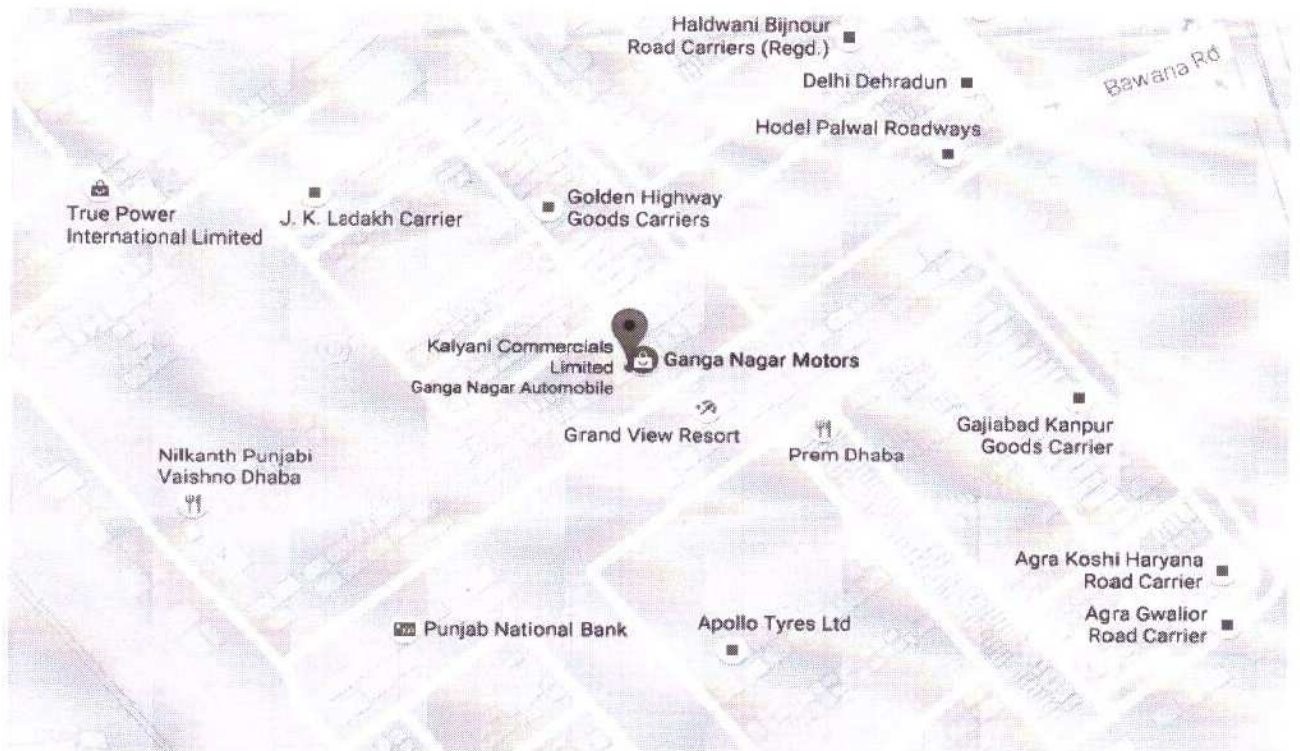 Haldwani Bijnour
Road Carriers (Regd.)
Delhi Dehradun
Bawana Rd
Hodel Palwal Roadways
True Power
International Limited
J. K. Ladakh Carrier
Golden Highway
Goods Carriers
Kalyani Commercials
Limited
Ganga Nagar Automobile
Ganga Nagar Motors
Grand View Resort
Prem Dhaba
Gajiabad Kanpur
Goods Carrier
Nilkanth Punjabi
Vaishno Dhaba
Agra Koshi Haryana
Road Carrier
Agra Gwalior
Road Carrier
Punjab National Bank
Apollo Tyres Ltd